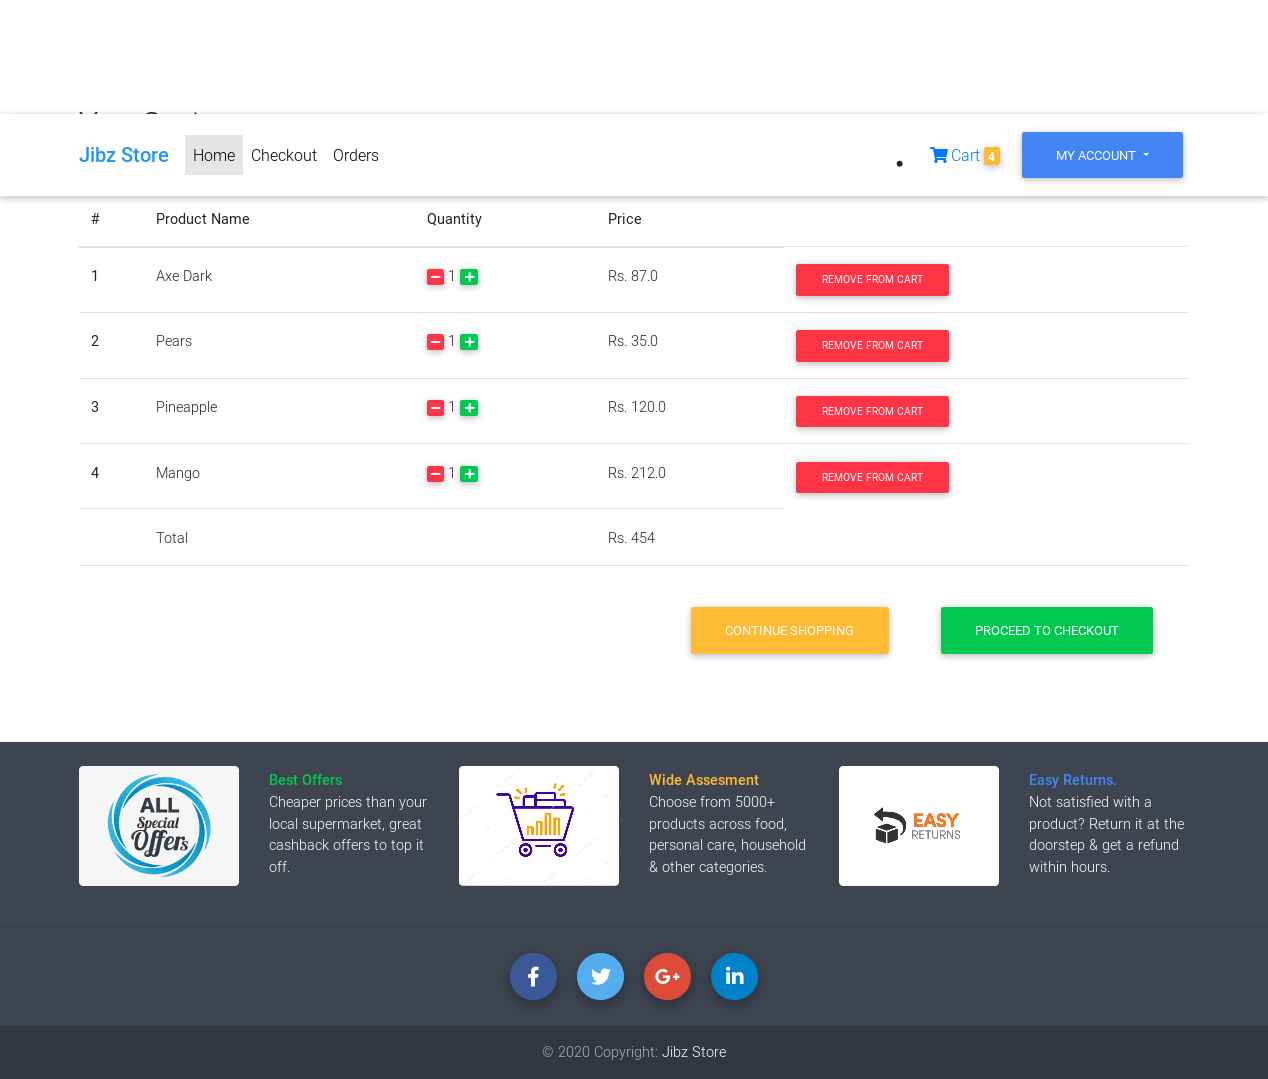 Jibz Store Home Checkout Orders Cart 4 MY ACCOUNT
# Product Name Quantity Price
1 Axe Dark 1 Rs. 87.0 REMOVE FROM CART
2 Pears 1 Rs. 35.0 REMOVE FROM CART
3 Pineapple 1 Rs. 120.0 REMOVE FROM CART
4 Mango 1 Rs. 212.0 REMOVE FROM CART
Total Rs. 454
CONTINUE SHOPPING PROCEED TO CHECKOUT
ALL
Special
Offers
Best Offers
Cheaper prices than your
local supermarket, great
cashback offers to top it
off.
Wide Assesment
Choose from 5000+
products across food,
personal care, household
& other categories.
EASY
RETURNS
Easy Returns.
Not satisfied with a
product? Return it at the
doorstep & get a refund
within hours.
© 2020 Copyright: Jibz Store